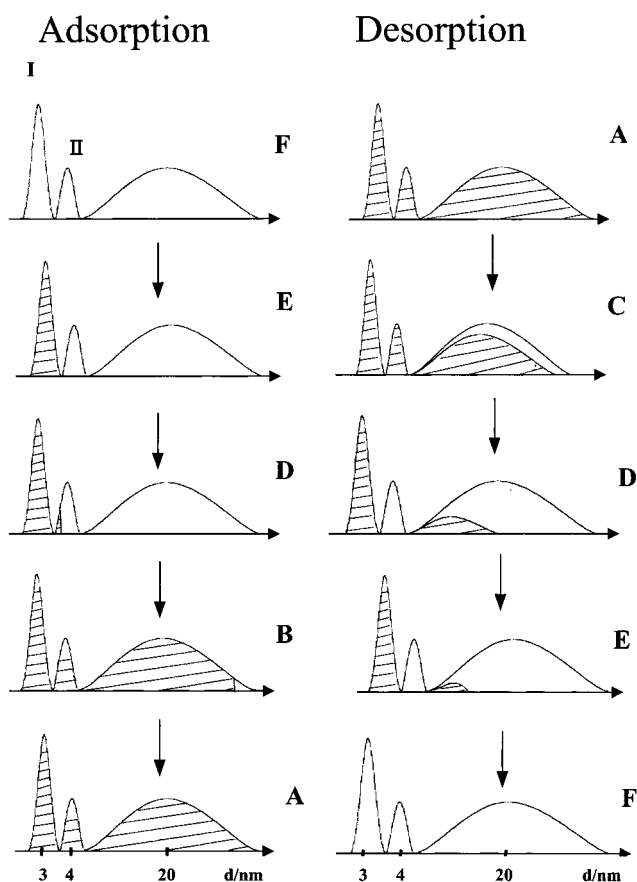 Adsorption Desorption
I
II
F A
E C
D D
B E
A F
3 4 20 d/nm 3 4 20 d/nm